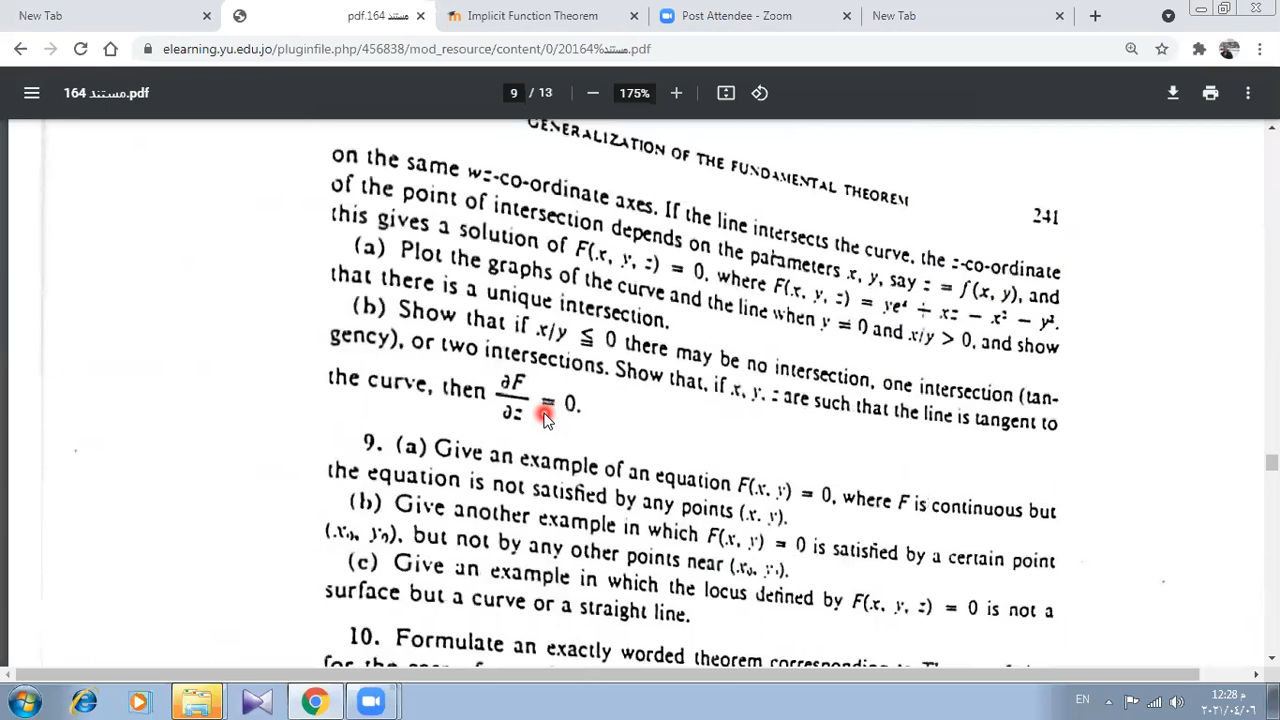 New Tab
مستند 164.pdf
Implicit Function Theorem
Post Attendee - Zoom
New Tab
elearning.yu.edu.jo/pluginfile.php/456838/mod_resource/content/0/20164%مستند.pdf
مستند 164.pdf
9 / 13
175%
GENERALIZATION OF THE FUNDAMENTAL THEOREM
241
on the same wz-co-ordinate axes. If the line intersects the curve, the z-co-ordinate
of the point of intersection depends on the parameters x, y, say z = f(x, y), and
this gives a solution of F(x, y, z) = 0, where F(x, y, z) = ye^z + xz − x² − y².
(a) Plot the graphs of the curve and the line when y = 0 and x/y > 0, and show
that there is a unique intersection.
(b) Show that if x/y ≦ 0 there may be no intersection, one intersection (tan-
gency), or two intersections. Show that, if x, y, z are such that the line is tangent to
the curve, then ∂F/∂z = 0.
9. (a) Give an example of an equation F(x, y) = 0, where F is continuous but
the equation is not satisfied by any points (x, y).
(b) Give another example in which F(x, y) = 0 is satisfied by a certain point
(x₀, y₀), but not by any other points near (x₀, y₀).
(c) Give an example in which the locus defined by F(x, y, z) = 0 is not a
surface but a curve or a straight line.
10. Formulate an exactly worded theorem corresponding to
EN
12:28 م
٢٠٢١/٠٤/٠٦